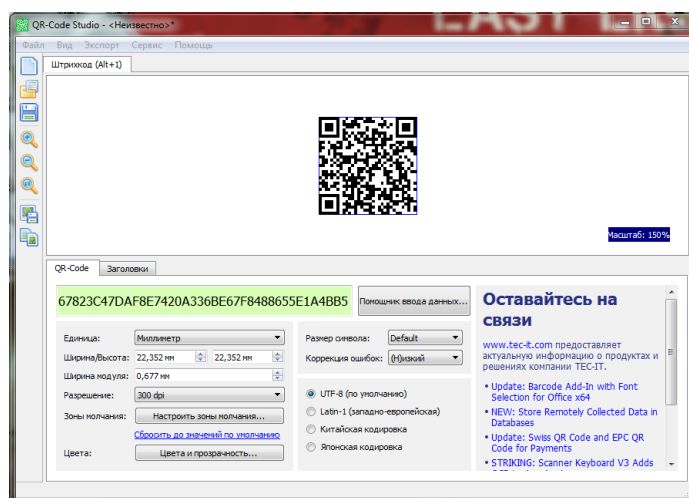 QR-Code Studio - <Неизвестно>*
Файл Вид Экспорт Сервис Помощь
Штрихкод (Alt+1)
Масштаб: 150%
QR-Code Заголовки
67823C47DAF8E7420A336BE67F8488655E1A4BB5 Помощник ввода данных...
Единица: Миллиметр
Ширина/Высота: 22,352 мм 22,352 мм
Ширина модуля: 0,677 мм
Разрешение: 300 dpi
Зоны молчания: Настроить зоны молчания...
Сбросить до значений по умолчанию
Цвета: Цвета и прозрачность...
Размер символа: Default
Коррекция ошибок: (H)изкий
UTF-8 (по умолчанию)
Latin-1 (западно-европейская)
Китайская кодировка
Японская кодировка
Оставайтесь на
связи
www.tec-it.com предоставляет
актуальную информацию о продуктах и
решениях компании TEC-IT.
• Update: Barcode Add-In with Font
Selection for Office x64
• NEW: Store Remotely Collected Data in
Databases
• Update: Swiss QR Code and EPC QR
Code for Payments
• STRIKING: Scanner Keyboard V3 Adds